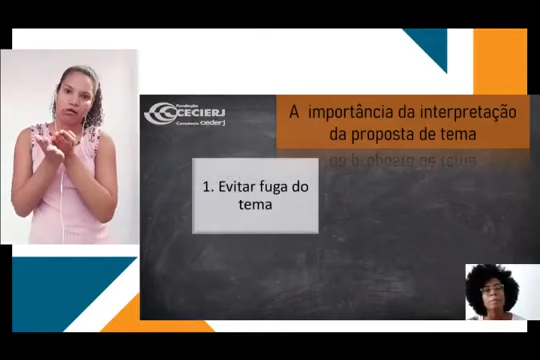 Fundação
CECIERJ
Consórcio cederj
A importância da interpretação
da proposta de tema
1. Evitar fuga do
tema